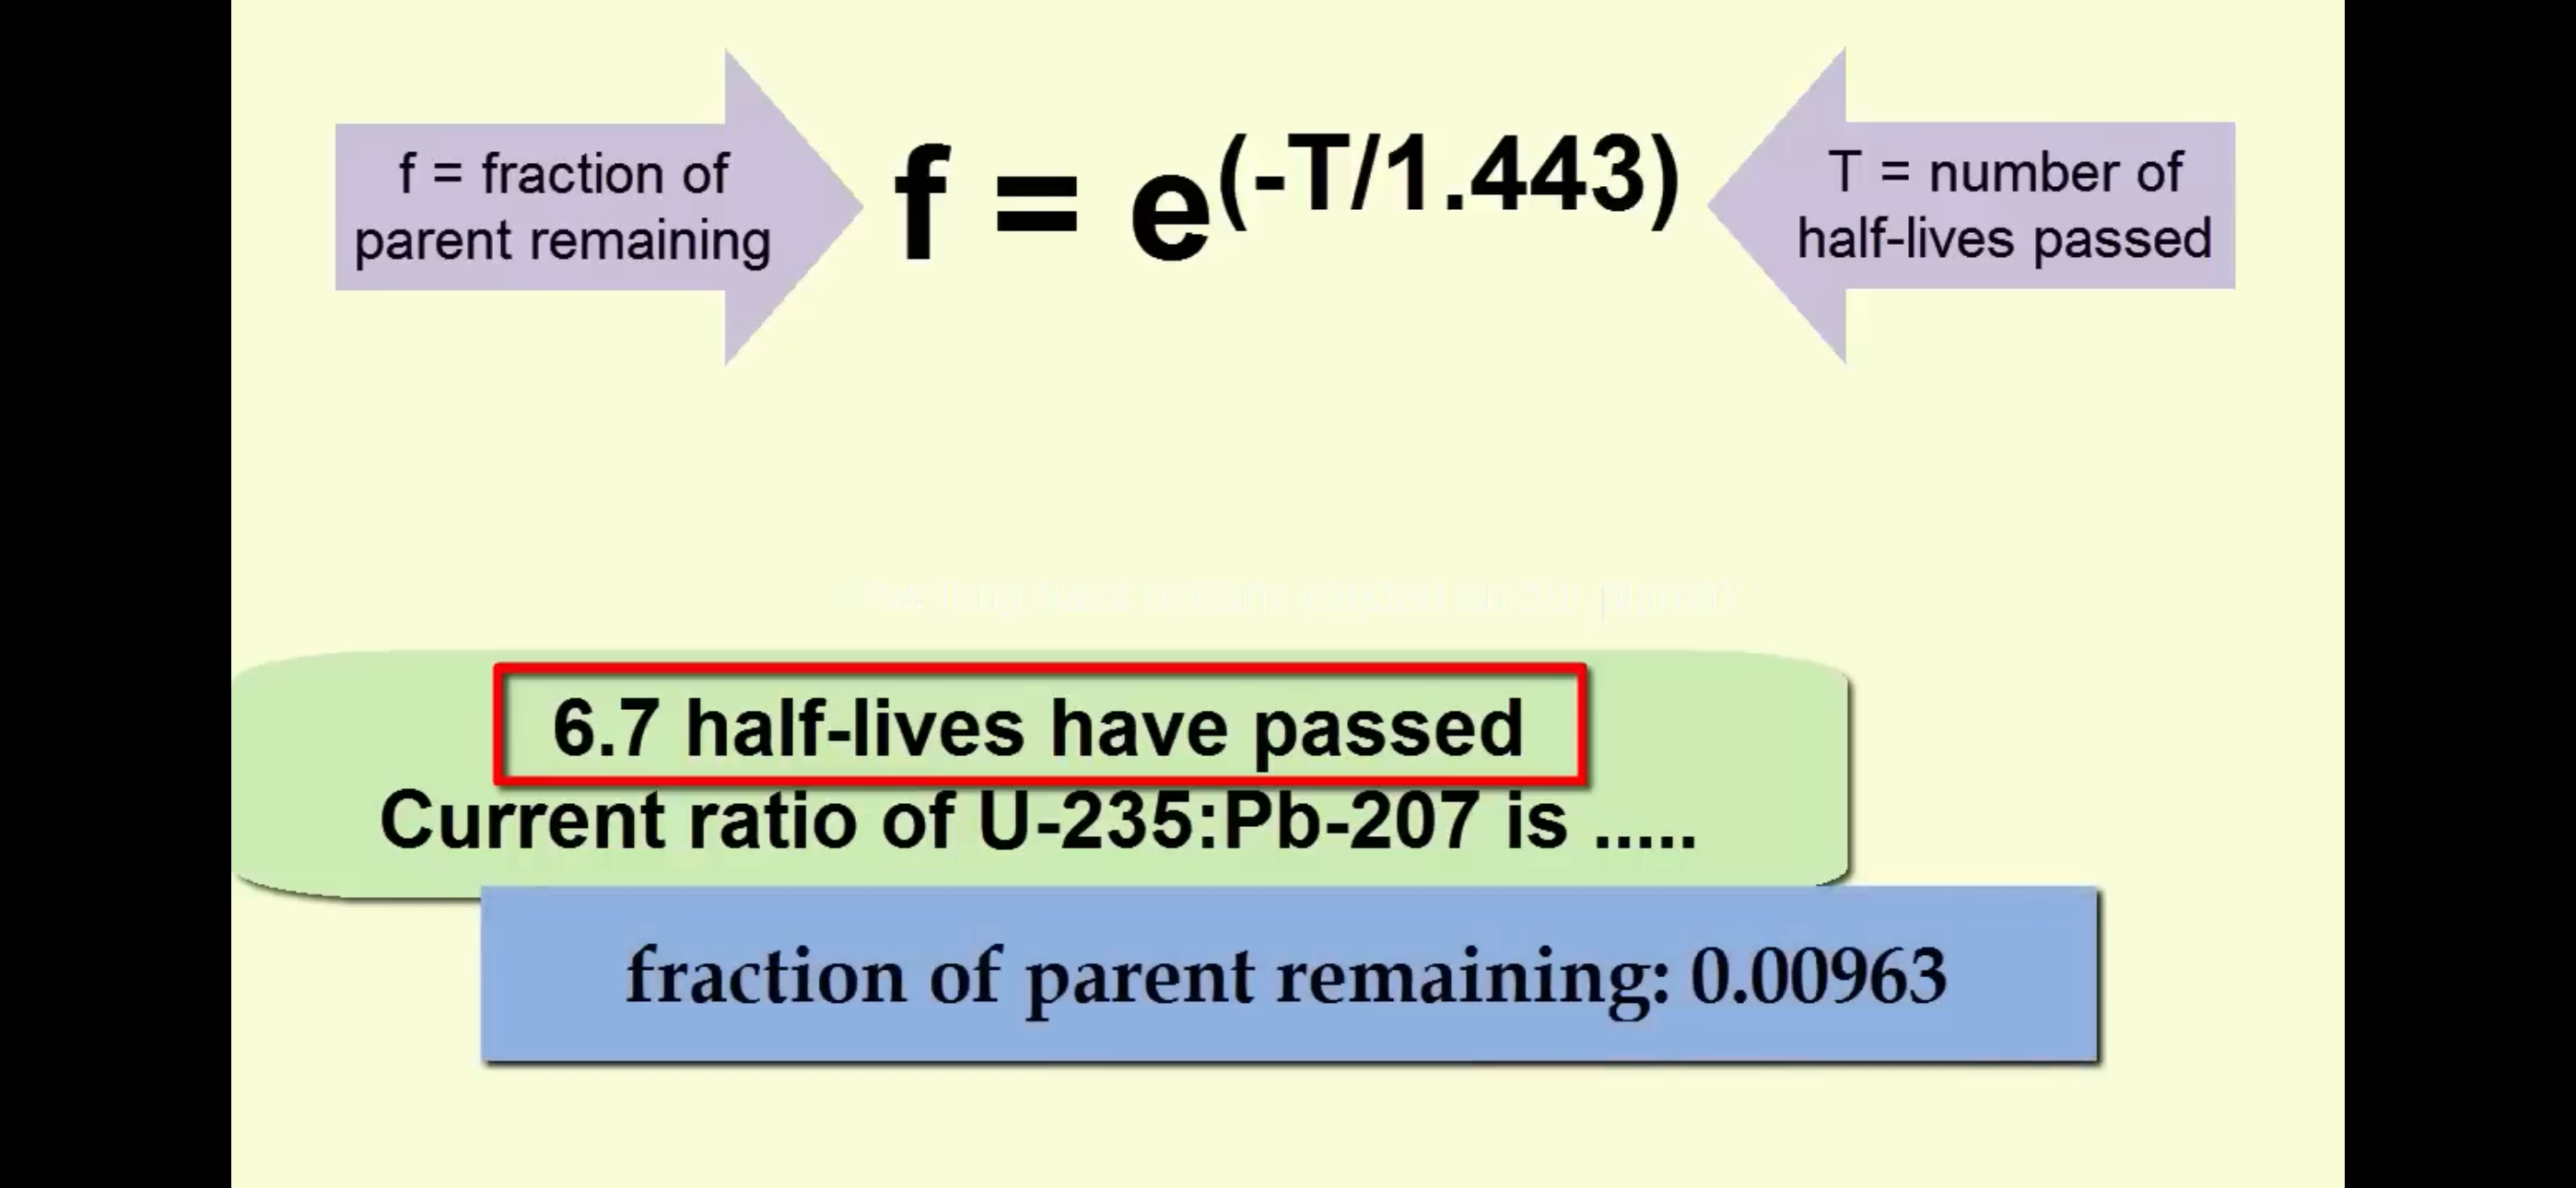 f = fraction of
parent remaining
f = e(-T/1.443)
T = number of
half-lives passed
6.7 half-lives have passed
Current ratio of U-235:Pb-207 is .....
fraction of parent remaining: 0.00963